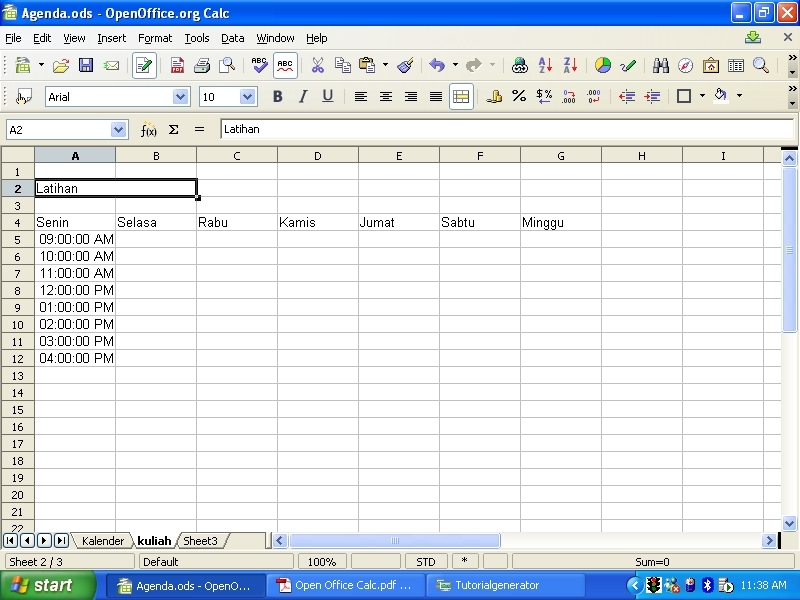 Agenda.ods - OpenOffice.org Calc
File Edit View Insert Format Tools Data Window Help
ABC ABC
Arial 10 B I U % $%
A2 f(x) Σ = Latihan
A B C D E F G H I
1
2 Latihan
3
4 Senin Selasa Rabu Kamis Jumat Sabtu Minggu
5 09:00:00 AM
6 10:00:00 AM
7 11:00:00 AM
8 12:00:00 PM
9 01:00:00 PM
10 02:00:00 PM
11 03:00:00 PM
12 04:00:00 PM
13
14
15
16
17
18
19
20
21
22
Kalender kuliah Sheet3
Sheet 2 / 3 Default 100% STD * Sum=0
start Agenda.ods - OpenO... Open Office Calc.pdf ... Tutorialgenerator 11:38 AM